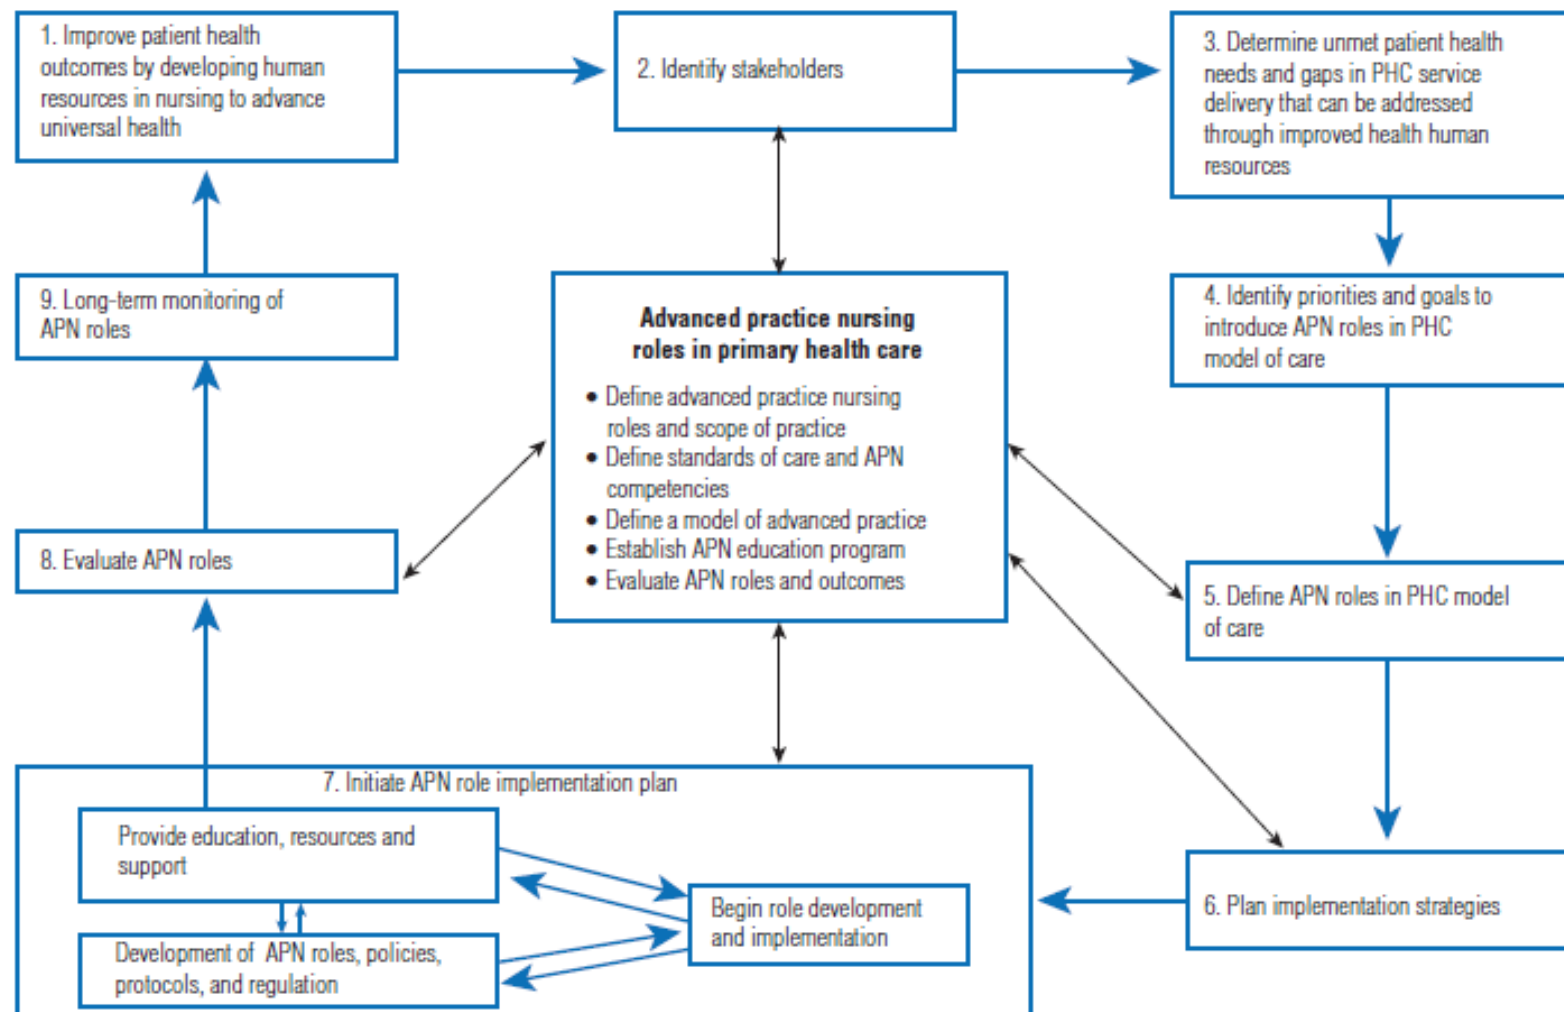 1. Improve patient health
outcomes by developing human
resources in nursing to advance
universal health
2. Identify stakeholders
3. Determine unmet patient health
needs and gaps in PHC service
delivery that can be addressed
through improved health human
resources
9. Long-term monitoring of
APN roles
Advanced practice nursing
roles in primary health care
• Define advanced practice nursing
roles and scope of practice
• Define standards of care and APN
competencies
• Define a model of advanced practice
• Establish APN education program
• Evaluate APN roles and outcomes
4. Identify priorities and goals to
introduce APN roles in PHC
model of care
8. Evaluate APN roles
5. Define APN roles in PHC model
of care
7. Initiate APN role implementation plan
Provide education, resources and
support
Begin role development
and implementation
Development of APN roles, policies,
protocols, and regulation
6. Plan implementation strategies